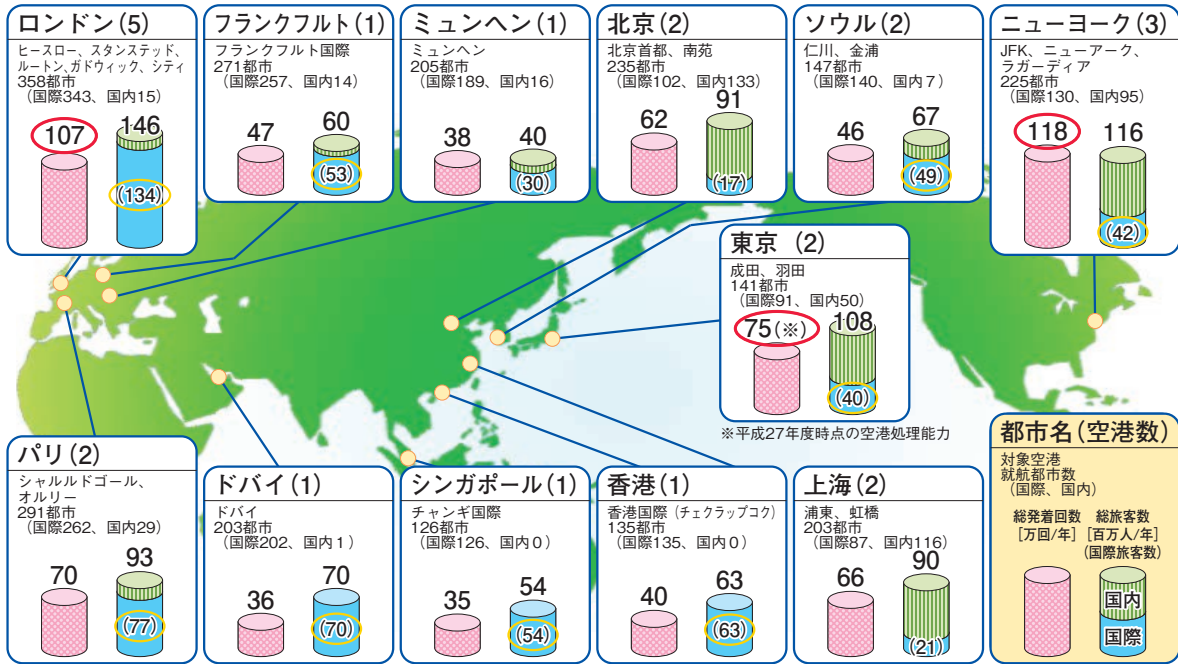 ロンドン(5)
ヒースロー、スタンステッド、
ルートン、ガドウィック、シティ
358都市
(国際343、国内15)
107
146
(134)
フランクフルト(1)
フランクフルト国際
271都市
(国際257、国内14)
47
60
(53)
ミュンヘン(1)
ミュンヘン
205都市
(国際189、国内16)
38
40
(30)
北京(2)
北京首都、南苑
235都市
(国際102、国内133)
62
91
(17)
ソウル(2)
仁川、金浦
147都市
(国際140、国内7)
46
67
(49)
ニューヨーク(3)
JFK、ニューアーク、
ラガーディア
225都市
(国際130、国内95)
118
116
(42)
東京 (2)
成田、羽田
141都市
(国際91、国内50)
75(※)
108
(40)
※平成27年度時点の空港処理能力
パリ(2)
シャルルドゴール、
オルリー
291都市
(国際262、国内29)
70
93
(77)
ドバイ(1)
ドバイ
203都市
(国際202、国内1)
36
70
(70)
シンガポール(1)
チャンギ国際
126都市
(国際126、国内0)
35
54
(54)
香港(1)
香港国際(チェクラップコク)
135都市
(国際135、国内0)
40
63
(63)
上海(2)
浦東、虹橋
203都市
(国際87、国内116)
66
90
(21)
都市名(空港数)
対象空港
就航都市数
(国際、国内)
総発着回数
[万回/年]
総旅客数
[百万人/年]
(国際旅客数)
国内
国際